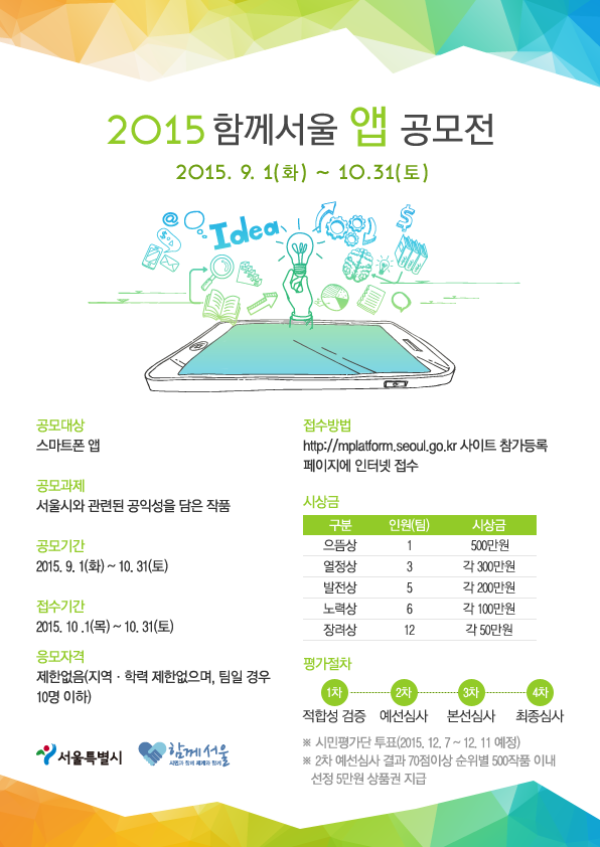 2015 함께서울 앱 공모전
2015. 9. 1(화) ~ 10.31(토)
@
Idea
$
공모대상
스마트폰 앱
공모과제
서울시와 관련된 공익성을 담은 작품
공모기간
2015. 9. 1(화) ~ 10. 31(토)
접수기간
2015. 10 .1(목) ~ 10. 31(토)
응모자격
제한없음(지역 · 학력 제한없으며, 팀일 경우
10명 이하)
접수방법
http://mplatform.seoul.go.kr 사이트 참가등록
페이지에 인터넷 접수
시상금
구분 인원(팀) 시상금
으뜸상 1 500만원
열정상 3 각 300만원
발전상 5 각 200만원
노력상 6 각 100만원
장려상 12 각 50만원
평가절차
1차 2차 3차 4차
적합성 검증 예선심사 본선심사 최종심사
※ 시민평가단 투표(2015. 12. 7 ~ 12. 11 예정)
※ 2차 예선심사 결과 70점이상 순위별 500작품 이내
선정 5만원 상품권 지급
서울특별시
함께서울